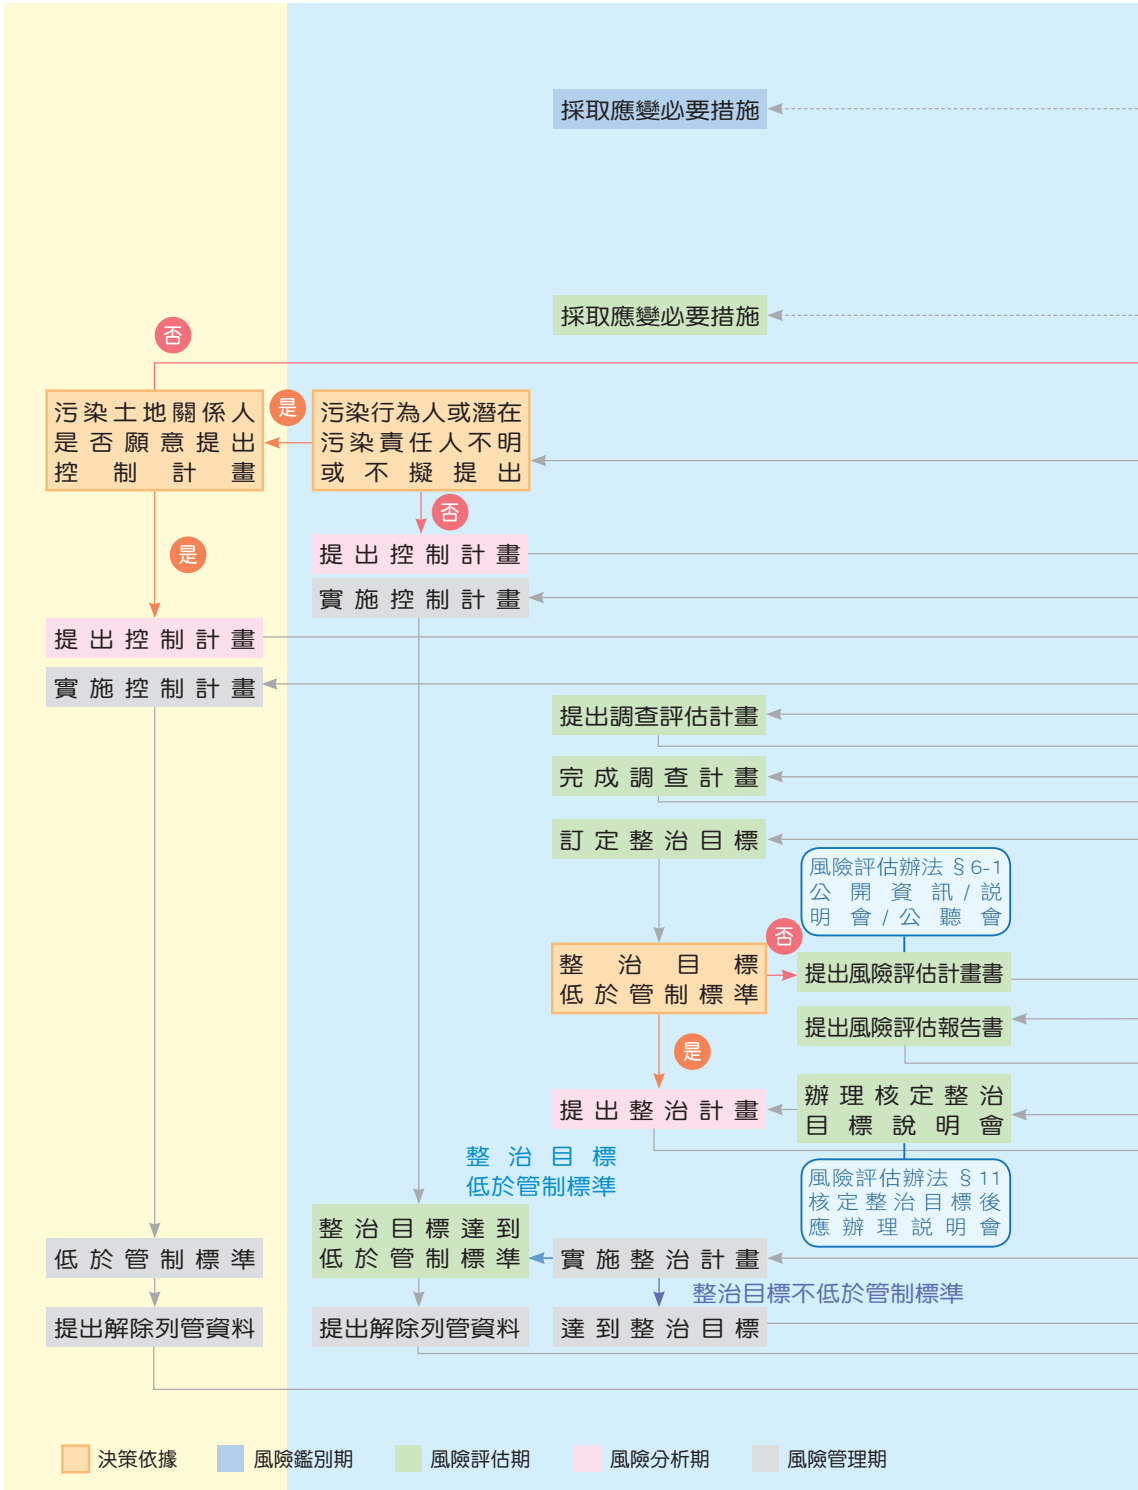 採取應變必要措施
採取應變必要措施
否
污染土地關係人
是否願意提出
控制計畫
是
污染行為人或潛在
污染責任人不明
或不擬提出
否
是
提出控制計畫
實施控制計畫
提出控制計畫
實施控制計畫
提出調查評估計畫
完成調查計畫
訂定整治目標
風險評估辦法 §6-1
公開資訊/説
明會/公聽會
否
整治目標
低於管制標準
提出風險評估計畫書
提出風險評估報告書
是
提出整治計畫
辦理核定整治
目標說明會
整治目標
低於管制標準
風險評估辦法 §11
核定整治目標後
應辦理説明會
整治目標達到
低於管制標準
低於管制標準
實施整治計畫
整治目標不低於管制標準
提出解除列管資料
提出解除列管資料
達到整治目標
決策依據
風險鑑別期
風險評估期
風險分析期
風險管理期